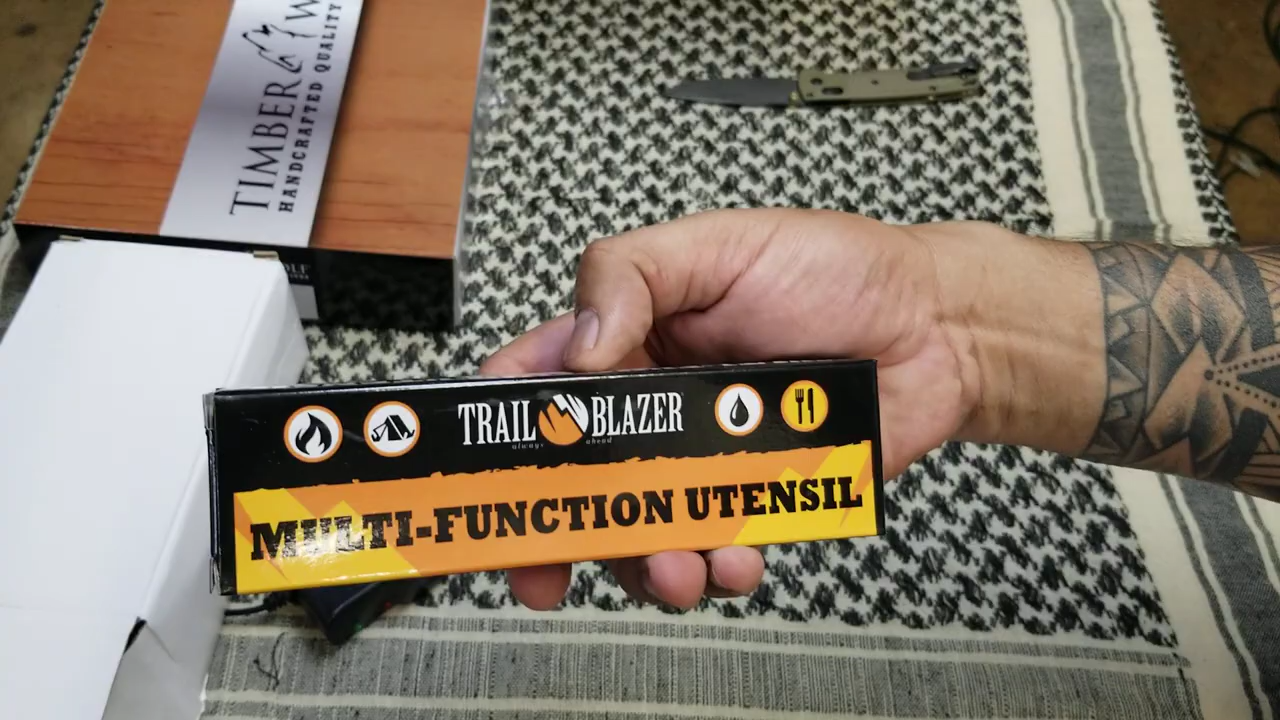 TIMBER W
HANDCRAFTED QUALITY
TRAIL BLAZER
always ahead
MULTI-FUNCTION UTENSIL